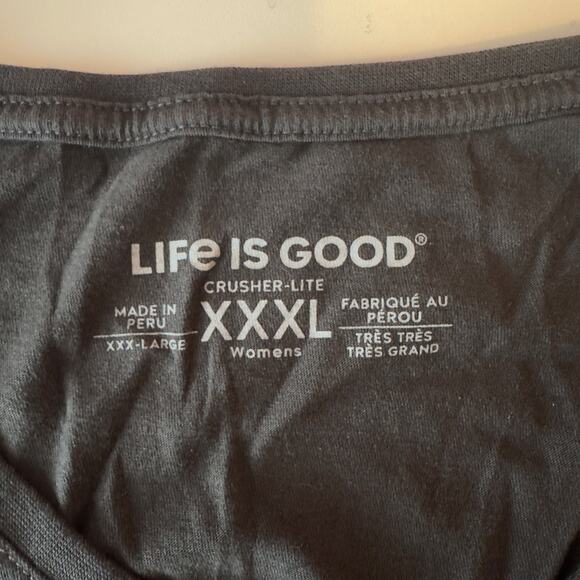 LIFe IS GOOD®
CRUSHER-LITE
MADE IN
PERU
XXX-LARGE
XXXL
Womens
FABRIQUÉ AU
PÉROU
TRÈS TRÈS
TRÈS GRAND